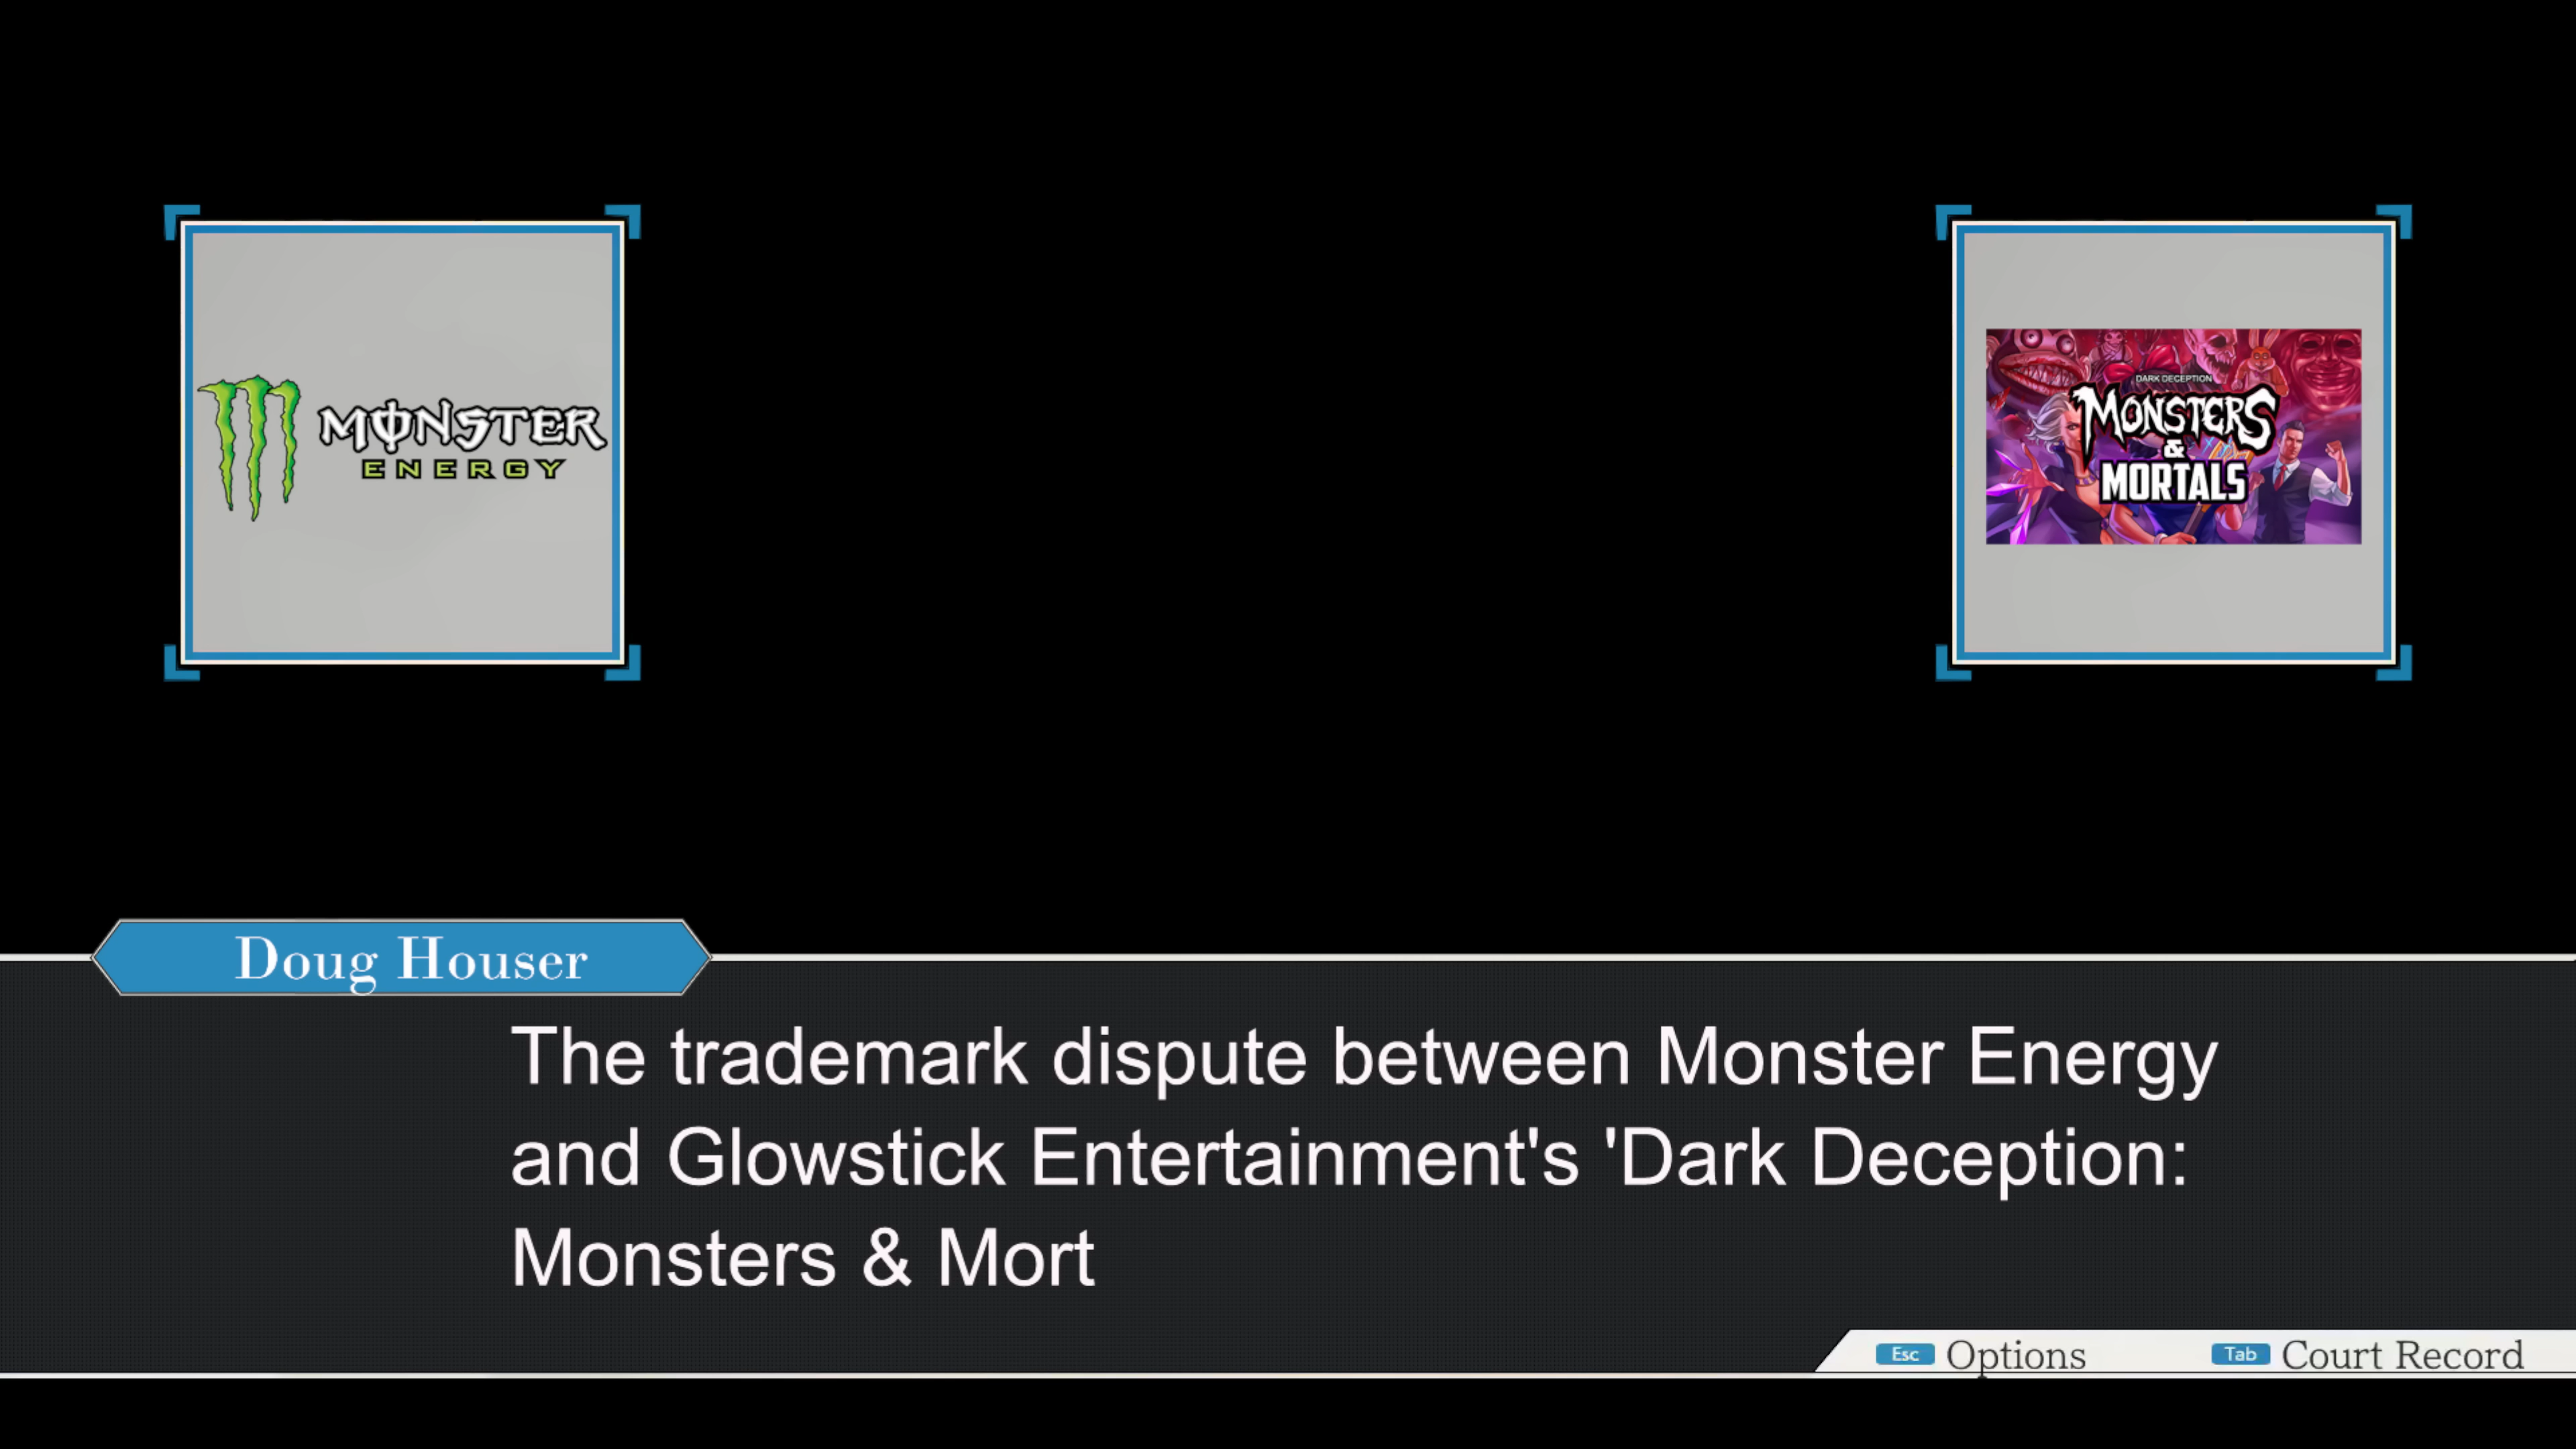 MONSTER
ENERGY
DARK DECEPTION
MONSTERS
&
MORTALS
Doug Houser
The trademark dispute between Monster Energy
and Glowstick Entertainment's 'Dark Deception:
Monsters & Mort
Esc Options Tab Court Record